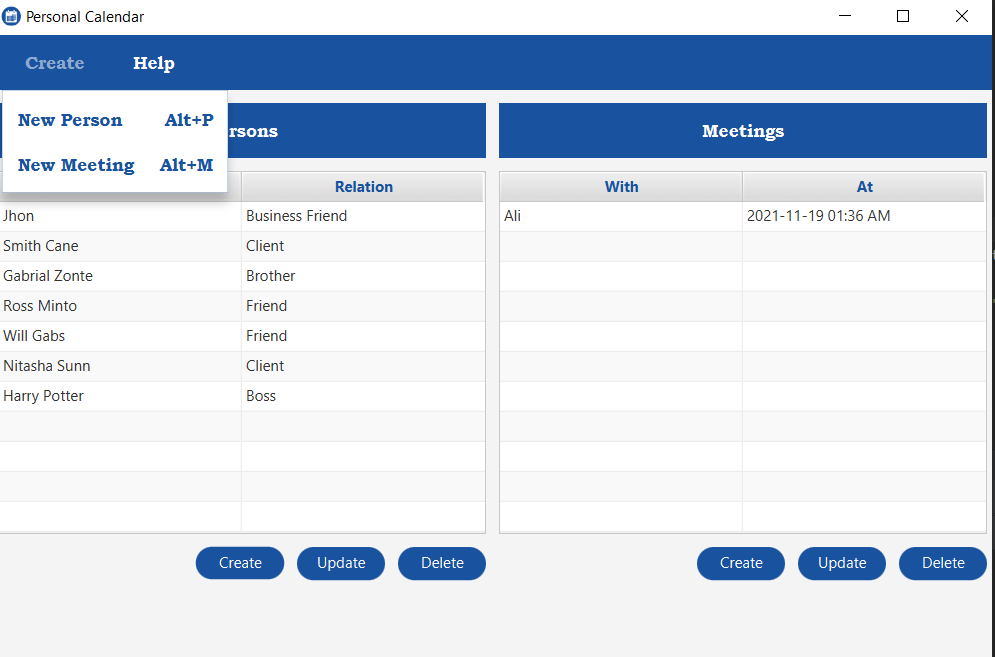 Personal Calendar
Create Help
New Person Alt+P
New Meeting Alt+M
rsons
Meetings
Relation
With At
Jhon Business Friend
Ali 2021-11-19 01:36 AM
Smith Cane Client
Gabrial Zonte Brother
Ross Minto Friend
Will Gabs Friend
Nitasha Sunn Client
Harry Potter Boss
Create Update Delete
Create Update Delete